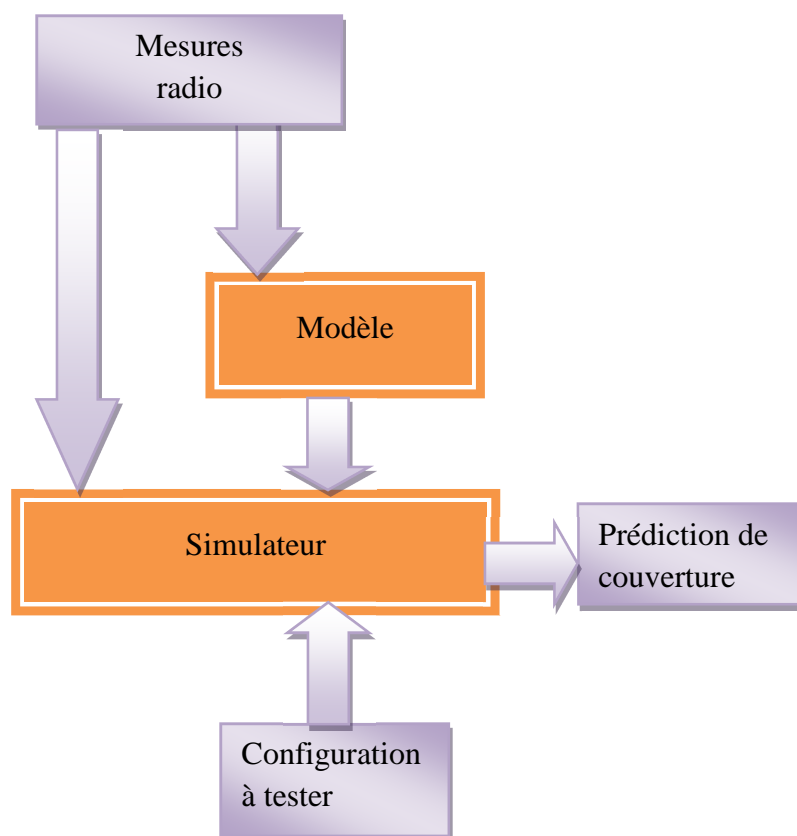 Mesures
radio
Modèle
Simulateur
Prédiction de
couverture
Configuration
à tester